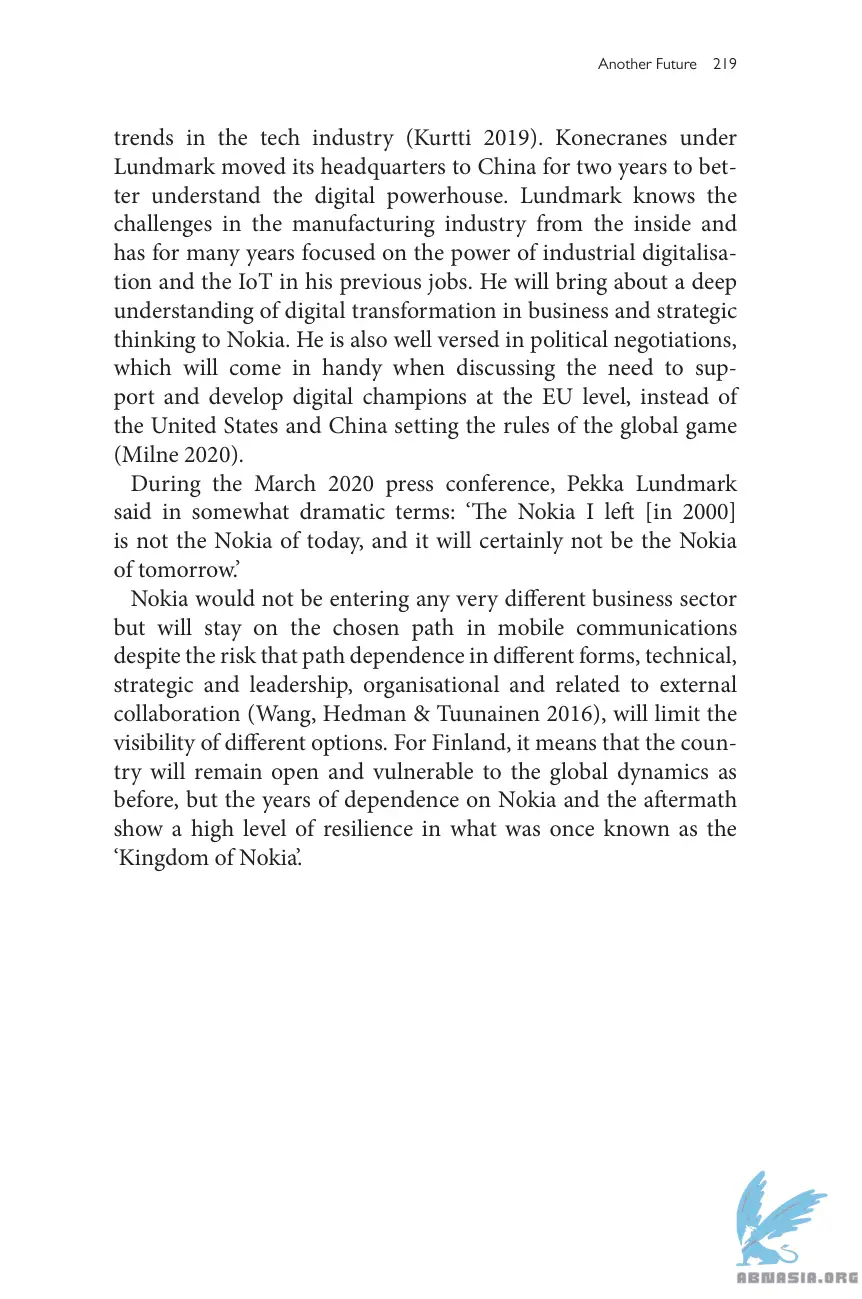 Another Future 219
trends in the tech industry (Kurtti 2019). Konecranes under
Lundmark moved its headquarters to China for two years to bet-
ter understand the digital powerhouse. Lundmark knows the
challenges in the manufacturing industry from the inside and
has for many years focused on the power of industrial digitalisa-
tion and the IoT in his previous jobs. He will bring about a deep
understanding of digital transformation in business and strategic
thinking to Nokia. He is also well versed in political negotiations,
which will come in handy when discussing the need to sup-
port and develop digital champions at the EU level, instead of
the United States and China setting the rules of the global game
(Milne 2020).
During the March 2020 press conference, Pekka Lundmark
said in somewhat dramatic terms: ‘The Nokia I left [in 2000]
is not the Nokia of today, and it will certainly not be the Nokia
of tomorrow.’
Nokia would not be entering any very different business sector
but will stay on the chosen path in mobile communications
despite the risk that path dependence in different forms, technical,
strategic and leadership, organisational and related to external
collaboration (Wang, Hedman & Tuunainen 2016), will limit the
visibility of different options. For Finland, it means that the coun-
try will remain open and vulnerable to the global dynamics as
before, but the years of dependence on Nokia and the aftermath
show a high level of resilience in what was once known as the
‘Kingdom of Nokia’.
ABNASIA.ORG